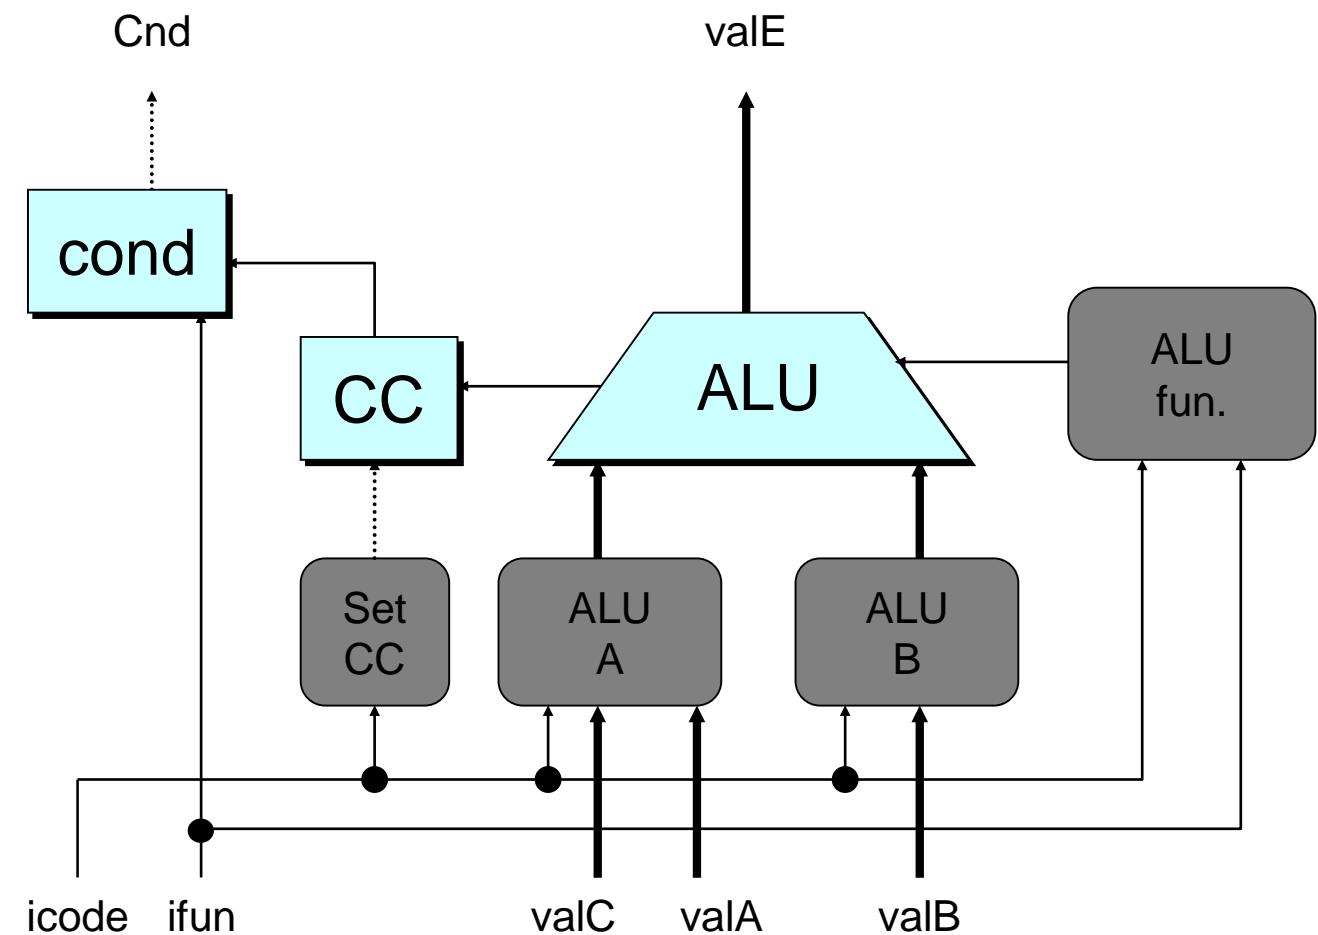 Cnd
valE
cond
ALU
fun.
CC
ALU
Set
CC
ALU
A
ALU
B
icode
ifun
valC
valA
valB